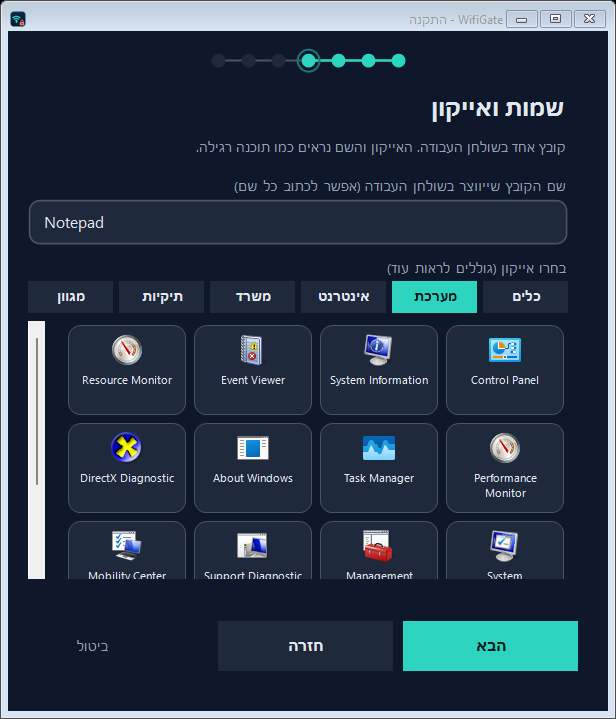 WifiGate - התקנה
שמות ואייקון
קובץ אחד בשולחן העבודה. האייקון והשם נראים כמו תוכנה רגילה.
שם הקובץ שייווצר בשולחן העבודה (אפשר לכתוב כל שם)
Notepad
בחרו אייקון (גוללים לראות עוד)
כלים
מערכת
אינטרנט
משרד
תיקיות
מגוון
Resource Monitor
Event Viewer
System Information
Control Panel
DirectX Diagnostic
About Windows
Task Manager
Performance
Monitor
Mobility Center
Support Diagnostic
Management
System
הבא
חזרה
ביטול